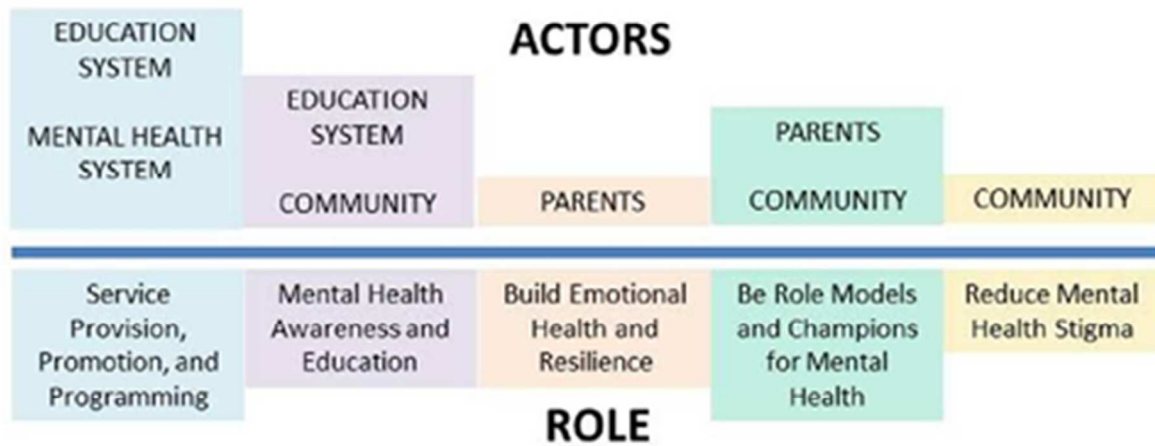 ACTORS
EDUCATION
SYSTEM
MENTAL HEALTH
SYSTEM
EDUCATION
SYSTEM
COMMUNITY
PARENTS
PARENTS
COMMUNITY
COMMUNITY
Service
Provision,
Promotion, and
Programming
Mental Health
Awareness and
Education
Build Emotional
Health and
Resilience
Be Role Models
and Champions
for Mental
Health
Reduce Mental
Health Stigma
ROLE